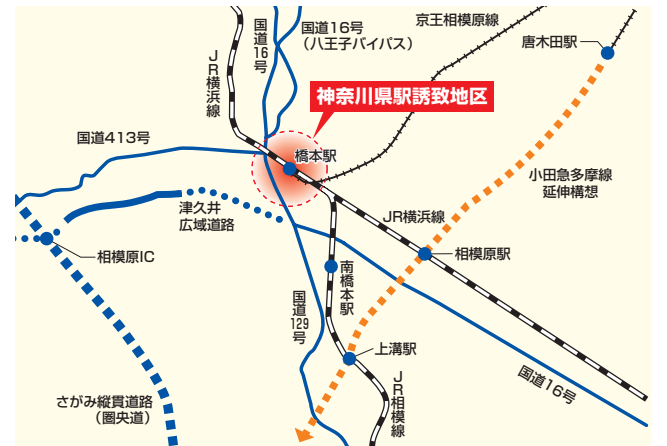 国道16号
(八王子バイパス)
京王相模原線
唐木田駅
国道16号
JR横浜線
神奈川県駅誘致地区
国道413号
橋本駅
小田急多摩線
延伸構想
津久井
広域道路
JR横浜線
相模原IC
相模原駅
南橋本駅
国道129号
上溝駅
国道16号
さがみ縦貫道路
(圏央道)
JR相模線